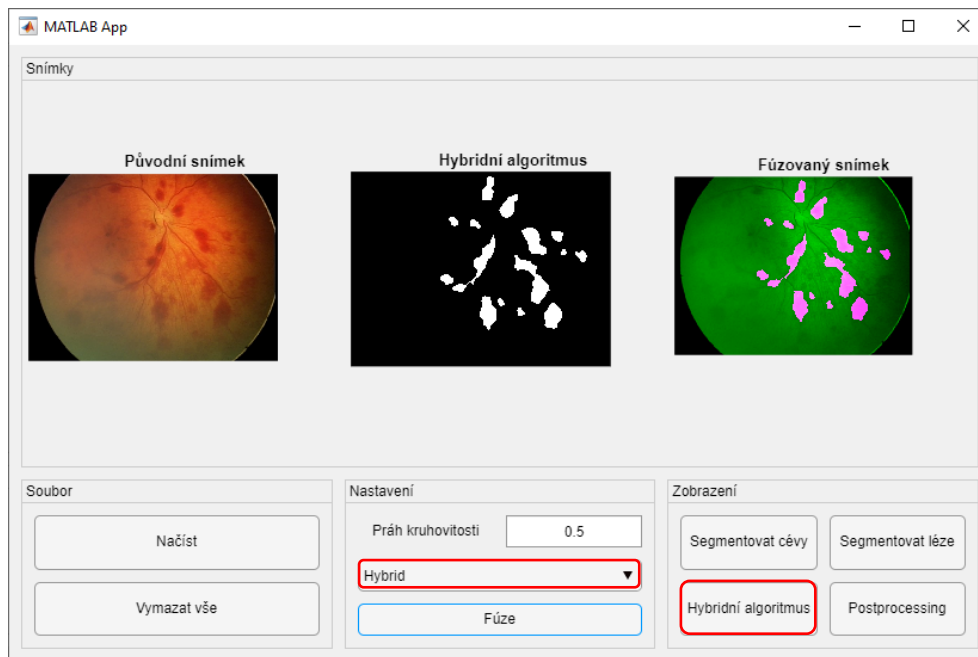 MATLAB App
Snímky
Původní snímek
Hybridní algoritmus
Fúzovaný snímek
Soubor
Načíst
Vymazat vše
Nastavení
Práh kruhovitosti 0.5
Hybrid
Fúze
Zobrazení
Segmentovat cévy
Segmentovat léze
Hybridní algoritmus
Postprocessing